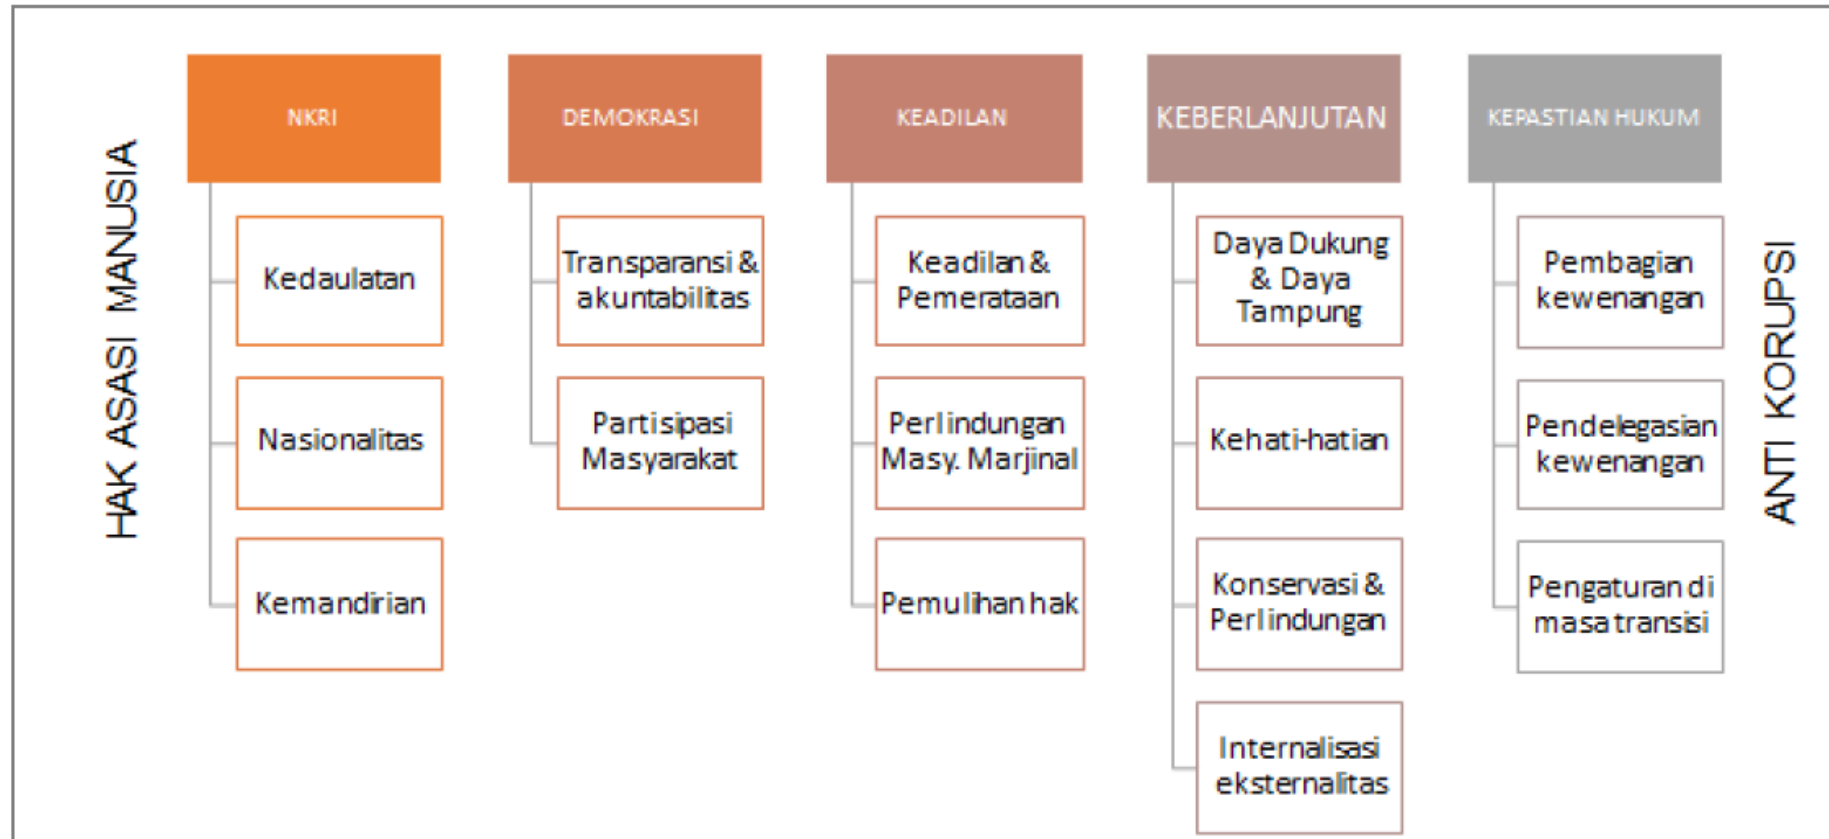 HAK ASASI MANUSIA
NKRI
Kedaulatan
Nasionalitas
Kemandirian
DEMOKRASI
Transparansi &
akuntabilitas
Partisipasi
Masyarakat
KEADILAN
Keadilan &
Pemerataan
Perlindungan
Masy. Marjinal
Pemulihan hak
KEBERLANJUTAN
Daya Dukung
& Daya
Tampung
Kehati-hatian
Konservasi &
Perlindungan
Internalisasi
eksternalitas
KEPASTIAN HUKUM
Pembagian
kewenangan
Pendelegasian
kewenangan
Pengaturan di
masa transisi
ANTI KORUPSI